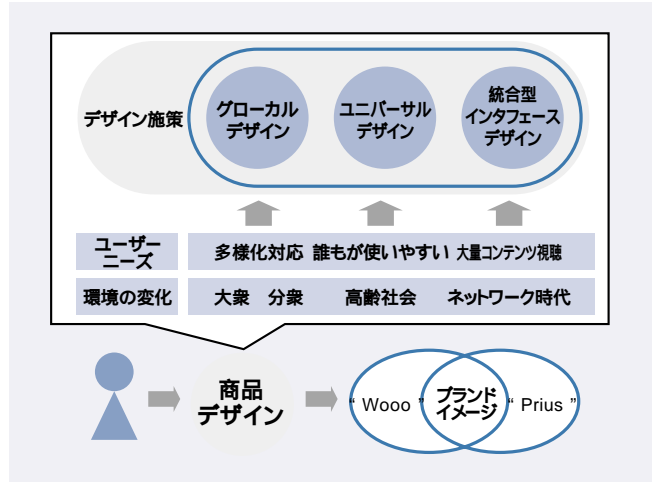 デザイン施策
グローカル
デザイン
ユニバーサル
デザイン
統合型
インタフェース
デザイン
ユーザー
ニーズ
多様化対応
誰もが使いやすい
大量コンテンツ視聴
環境の変化
大衆 分衆
高齢社会
ネットワーク時代
商品
デザイン
“ Wooo ”
ブランド
イメージ
“ Prius ”